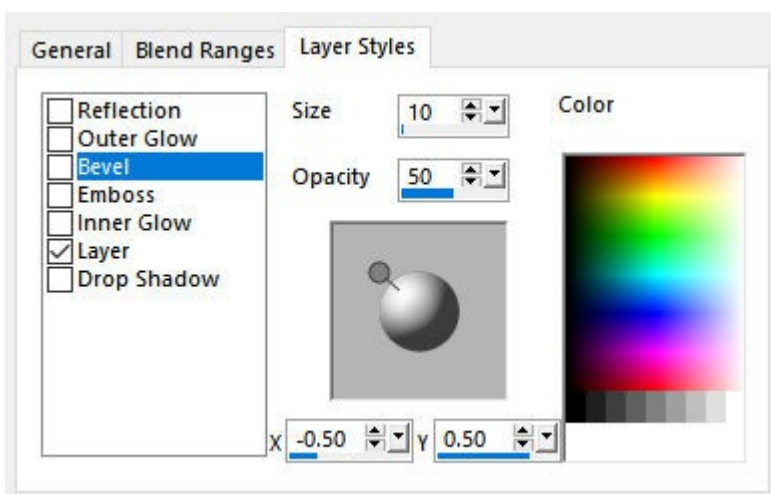 General Blend Ranges Layer Styles
Reflection
Outer Glow
Bevel
Emboss
Inner Glow
Layer
Drop Shadow
Size 10
Opacity 50
X -0.50 Y 0.50
Color